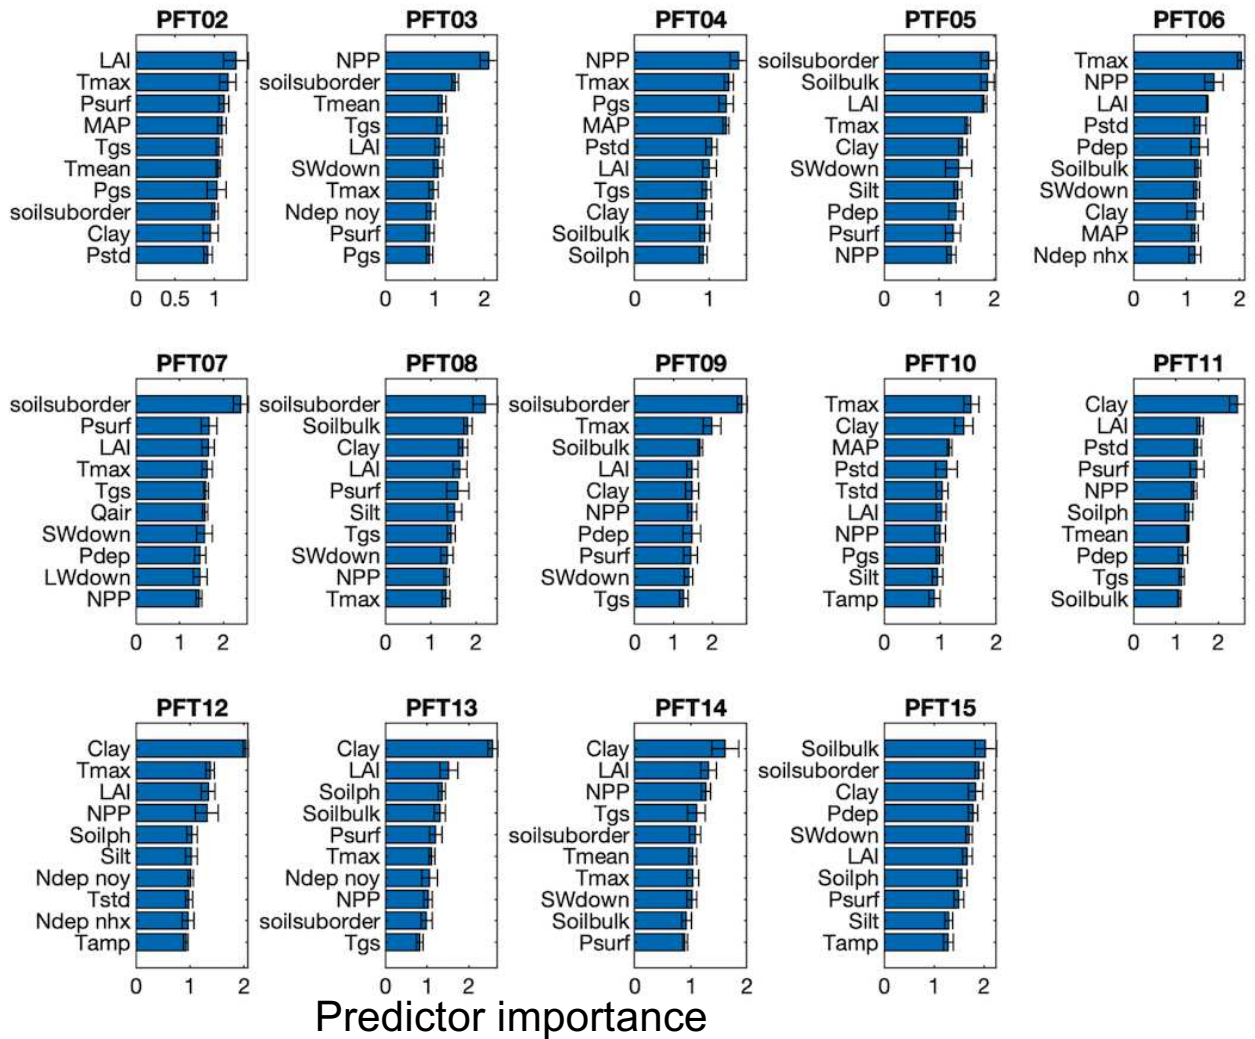 PFT02 PFT03 PFT04 PTF05 PFT06
LAI NPP NPP soilsuborder Tmax
Tmax soilsuborder Tmax Soilbulk NPP
Psurf Tmean Pgs LAI LAI
MAP Tgs MAP Tmax Pstd
Tgs LAI Pstd Clay Pdep
Tmean SWdown LAI SWdown Soilbulk
Pgs Tmax Tgs Silt SWdown
soilsuborder Ndep noy Clay Pdep Clay
Clay Psurf Soilbulk Psurf MAP
Pstd Pgs Soilph NPP Ndep nhx
0 0.5 1 0 1 2 0 1 0 1 2 0 1 2
PFT07 PFT08 PFT09 PFT10 PFT11
soilsuborder soilsuborder soilsuborder Tmax Clay
Psurf Soilbulk Tmax Clay LAI
LAI Clay Soilbulk MAP Pstd
Tmax LAI LAI Pstd Psurf
Tgs Psurf Clay Tstd NPP
Qair Silt NPP LAI Soilph
SWdown Tgs Pdep NPP Tmean
Pdep SWdown Psurf Pgs Pdep
LWdown NPP SWdown Silt Tgs
NPP Tmax Tgs Tamp Soilbulk
0 1 2 0 1 2 0 1 2 0 1 2 0 1 2
PFT12 PFT13 PFT14 PFT15
Clay Clay Clay Soilbulk
Tmax LAI LAI soilsuborder
LAI Soilph NPP Clay
NPP Soilbulk Tgs Pdep
Soilph Psurf soilsuborder SWdown
Silt Tmax Tmean LAI
Ndep noy Ndep noy Tmax Soilph
Tstd NPP SWdown Psurf
Ndep nhx soilsuborder Soilbulk Silt
Tamp Tgs Psurf Tamp
0 1 2 0 1 2 0 1 2 0 1 2
Predictor importance